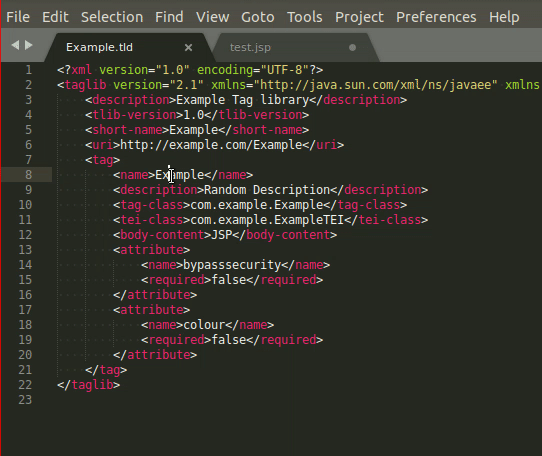 File Edit Selection Find View Goto Tools Project Preferences Help
Example.tld × test.jsp
1 <?xml version="1.0" encoding="UTF-8"?>
2 <taglib version="2.1" xmlns="http://java.sun.com/xml/ns/javaee" xmlns
3 <description>Example Tag library</description>
4 <tlib-version>1.0</tlib-version>
5 <short-name>Example</short-name>
6 <uri>http://example.com/Example</uri>
7 <tag>
8 <name>Example</name>
9 <description>Random Description</description>
10 <tag-class>com.example.Example</tag-class>
11 <tei-class>com.example.ExampleTEI</tei-class>
12 <body-content>JSP</body-content>
13 <attribute>
14 <name>bypasssecurity</name>
15 <required>false</required>
16 </attribute>
17 <attribute>
18 <name>colour</name>
19 <required>false</required>
20 </attribute>
21 </tag>
22 </taglib>
23